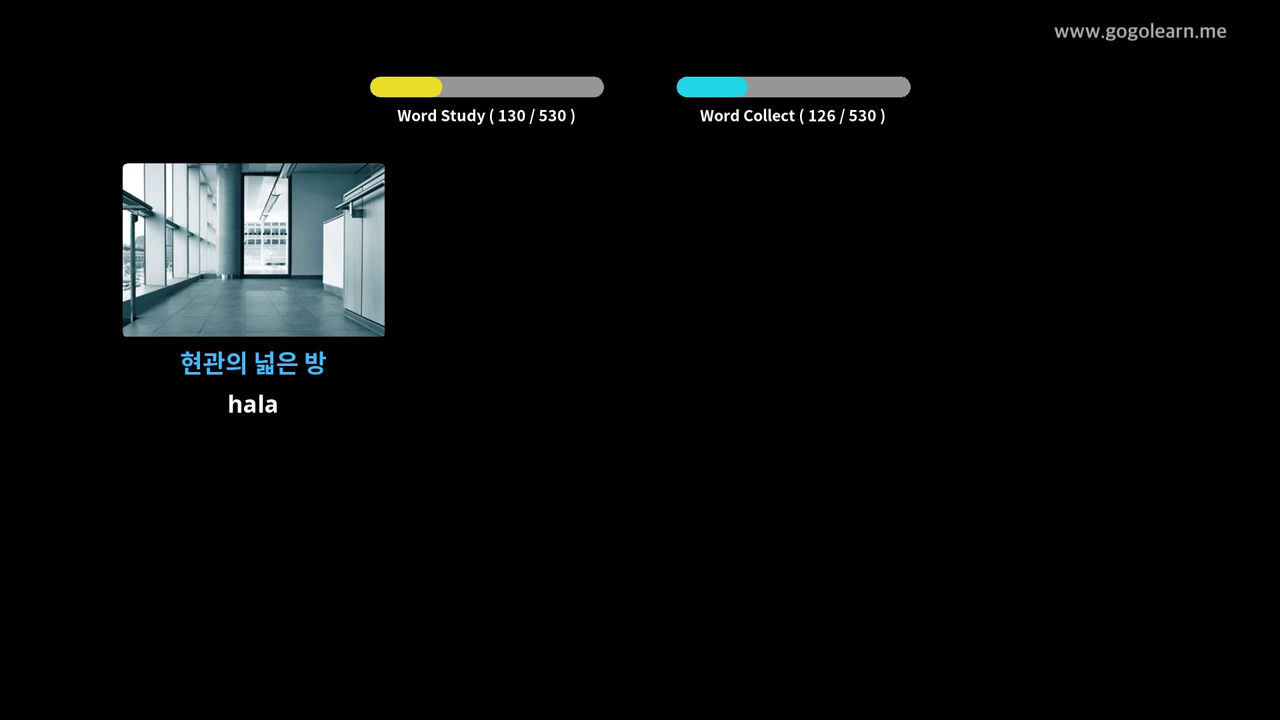 www.gogolearn.me
Word Study ( 130 / 530 )
Word Collect ( 126 / 530 )
현관의 넓은 방
hala